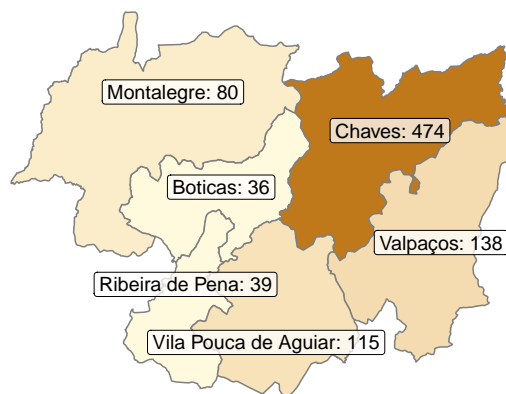 Montalegre: 80
Chaves: 474
Boticas: 36
Valpaços: 138
Ribeira de Pena: 39
Vila Pouca de Aguiar: 115